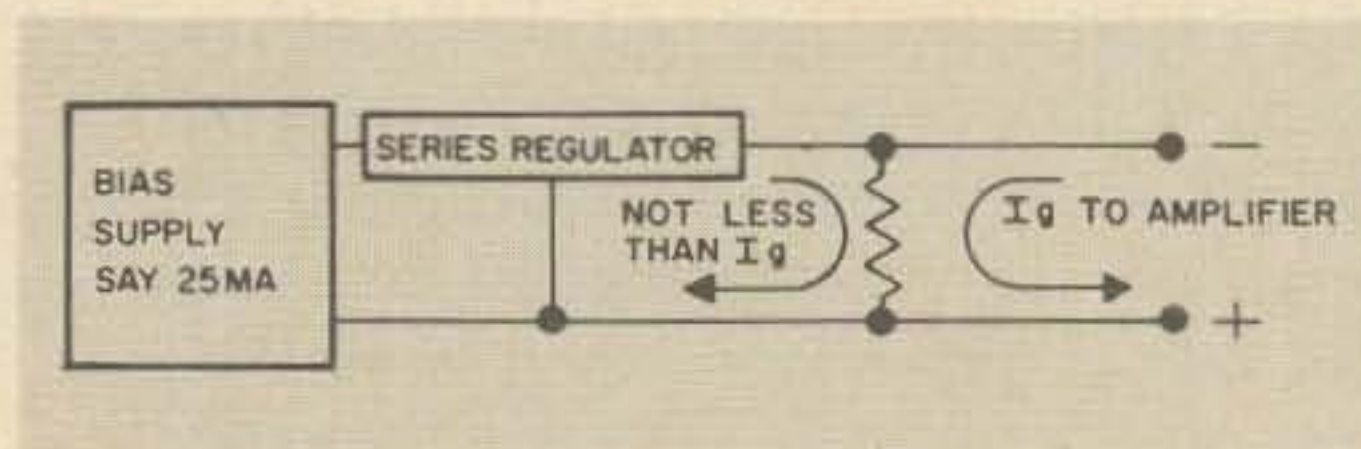 BIAS
SUPPLY
SAY 25MA
SERIES REGULATOR
NOT LESS
THAN Ig
Ig TO AMPLIFIER
−
+